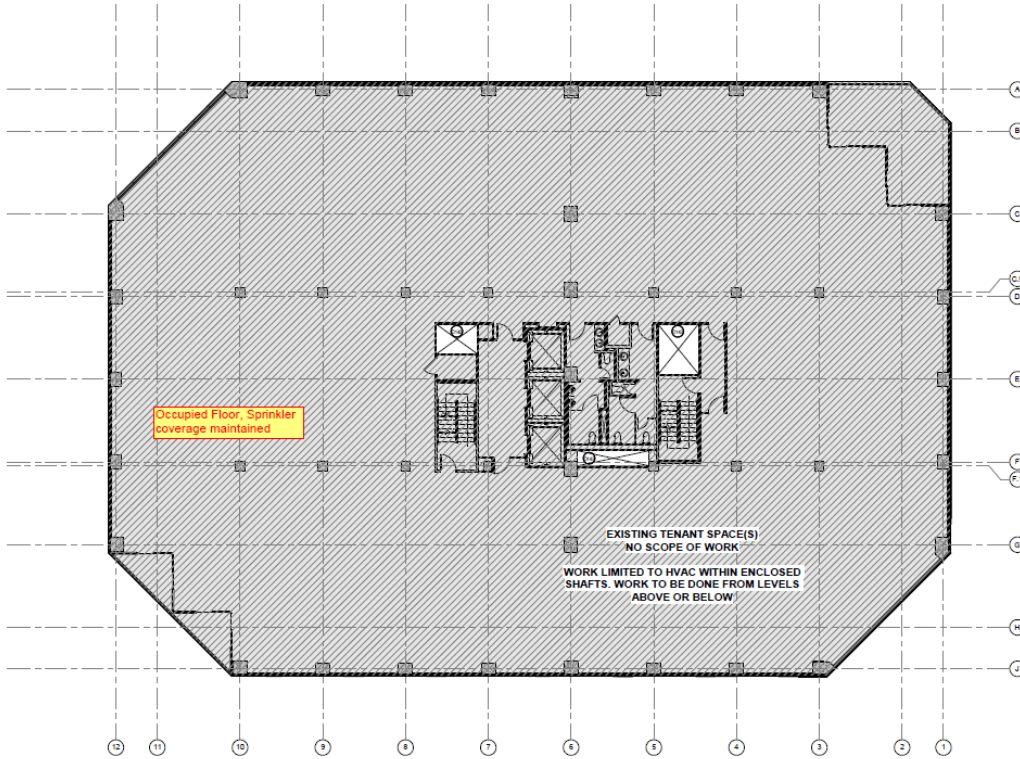 A
B
C
D
E
Occupied Floor, Sprinkler
coverage maintained
F
EXISTING TENANT SPACE(S)
NO SCOPE OF WORK
G
WORK LIMITED TO HVAC WITHIN ENCLOSED
SHAFTS. WORK TO BE DONE FROM LEVELS
ABOVE OR BELOW
H
J
12 11 10 9 8 7 6 5 4 3 2 1